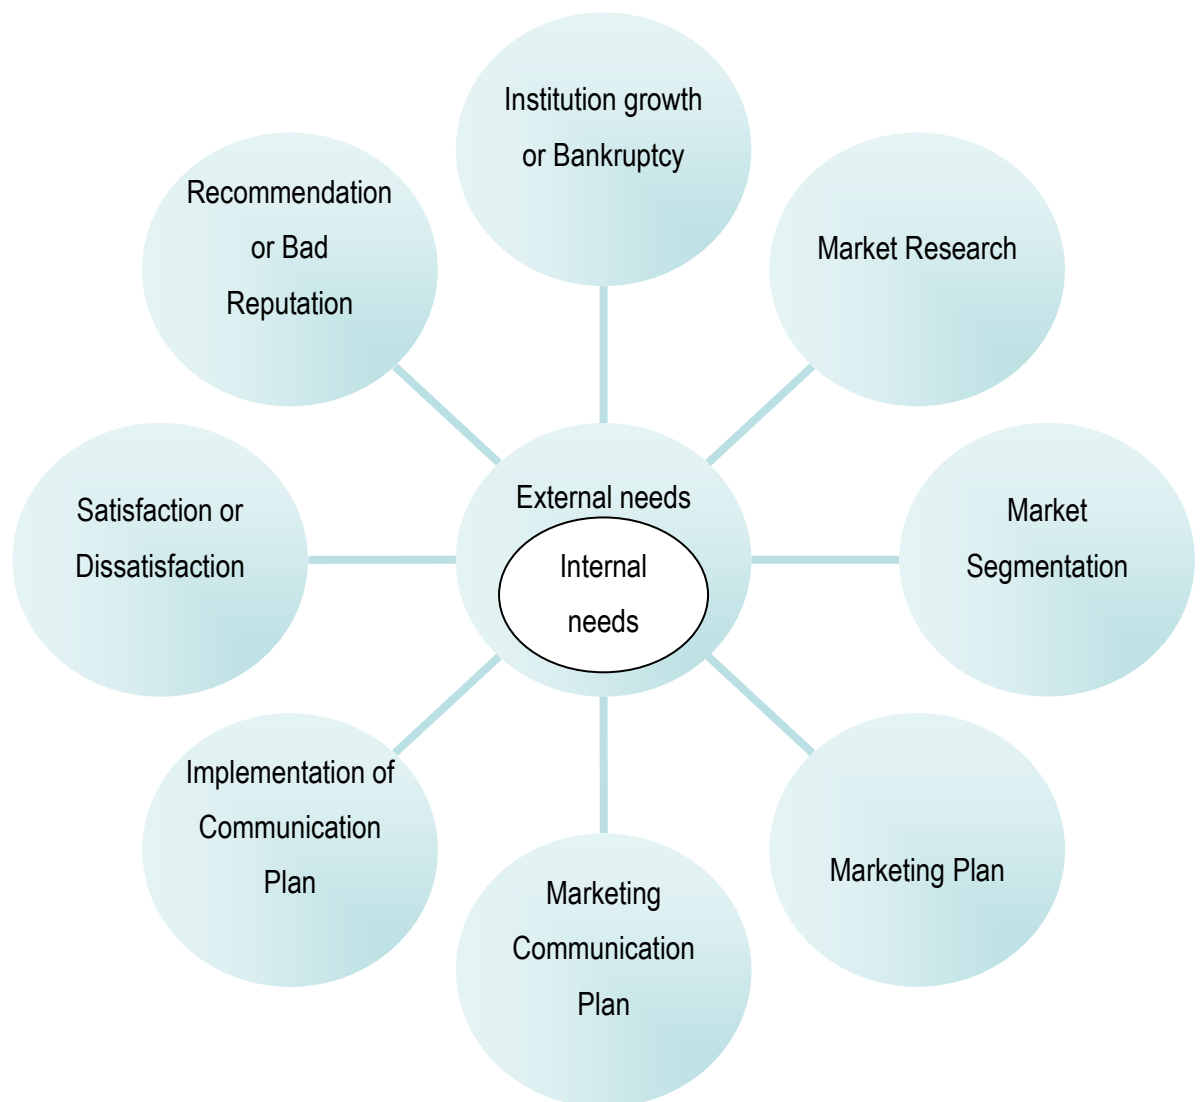 Institution growth
or Bankruptcy
Market Research
Market
Segmentation
Marketing Plan
Marketing
Communication
Plan
Implementation of
Communication
Plan
Satisfaction or
Dissatisfaction
Recommendation
or Bad
Reputation
External needs
Internal
needs